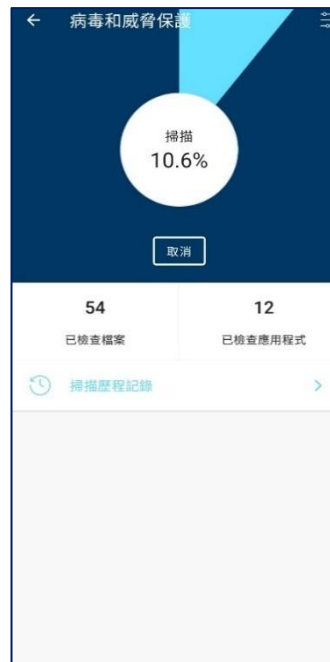 病毒和威脅保護
掃描
10.6%
取消
54
12
已檢查檔案
已檢查應用程式
掃描歷程記錄